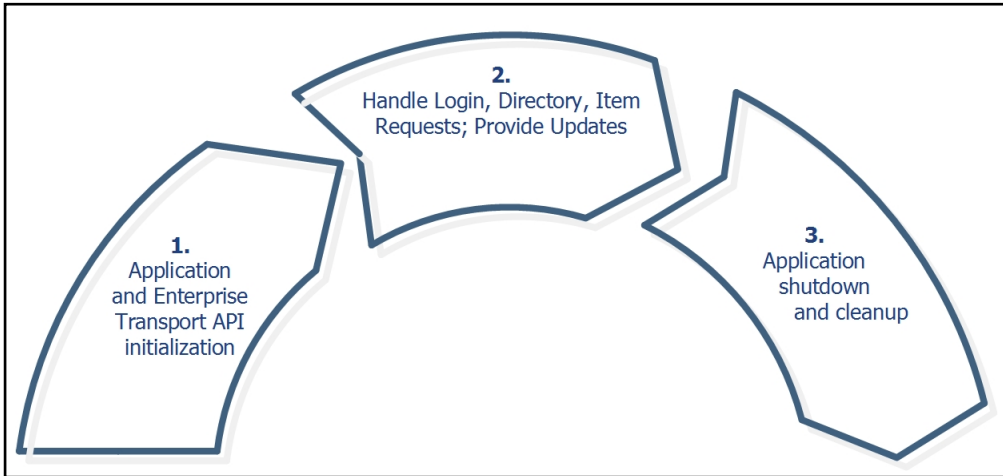 1.
Application
and Enterprise
Transport API
initialization
2.
Handle Login, Directory, Item
Requests; Provide Updates
3.
Application
shutdown
and cleanup